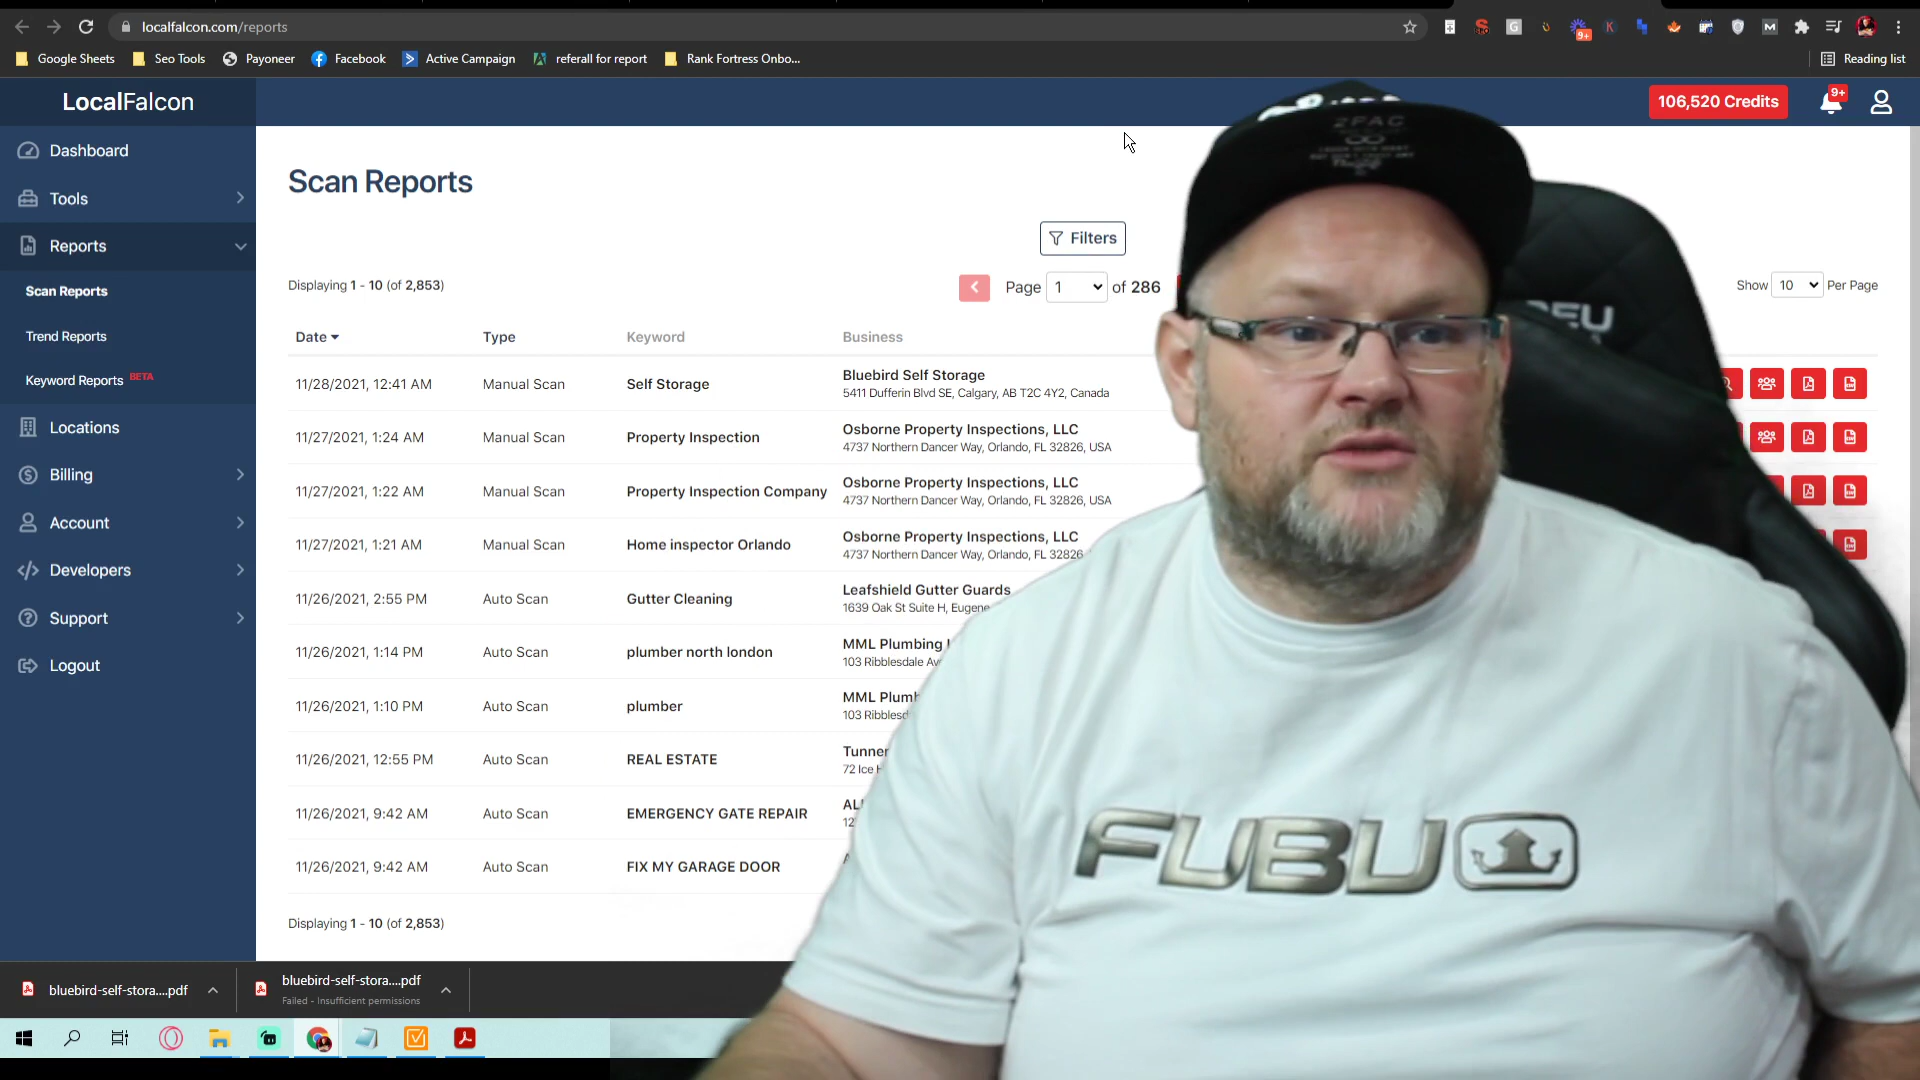 localfalcon.com/reports
Google Sheets
Seo Tools
Payoneer
Facebook
Active Campaign
referall for report
Rank Fortress Onbo...
Reading list
LocalFalcon
106,520 Credits
9+
Dashboard
Tools
Reports
Scan Reports
Trend Reports
Keyword Reports BETA
Locations
Billing
Account
Developers
Support
Logout
Scan Reports
Filters
Displaying 1 - 10 (of 2,853)
Page 1 of 286
Show 10 Per Page
Date Type Keyword Business
11/28/2021, 12:41 AM Manual Scan Self Storage Bluebird Self Storage
5411 Dufferin Blvd SE, Calgary, AB T2C 4Y2, Canada
11/27/2021, 1:24 AM Manual Scan Property Inspection Osborne Property Inspections, LLC
4737 Northern Dancer Way, Orlando, FL 32826, USA
11/27/2021, 1:22 AM Manual Scan Property Inspection Company Osborne Property Inspections, LLC
4737 Northern Dancer Way, Orlando, FL 32826, USA
11/27/2021, 1:21 AM Manual Scan Home inspector Orlando Osborne Property Inspections, LLC
4737 Northern Dancer Way, Orlando, FL 32826
11/26/2021, 2:55 PM Auto Scan Gutter Cleaning Leafshield Gutter Guards
1639 Oak St Suite H, Eugene
11/26/2021, 1:14 PM Auto Scan plumber north london MML Plumbing
103 Ribblesdale
11/26/2021, 1:10 PM Auto Scan plumber MML
103
11/26/2021, 12:55 PM Auto Scan REAL ESTATE
72 Ice
11/26/2021, 9:42 AM Auto Scan EMERGENCY GATE REPAIR
11/26/2021, 9:42 AM Auto Scan FIX MY GARAGE DOOR
Displaying 1 - 10 (of 2,853)
2PAC
FUBU
bluebird-self-stora....pdf
bluebird-self-stora....pdf
Failed - Insufficient permissions